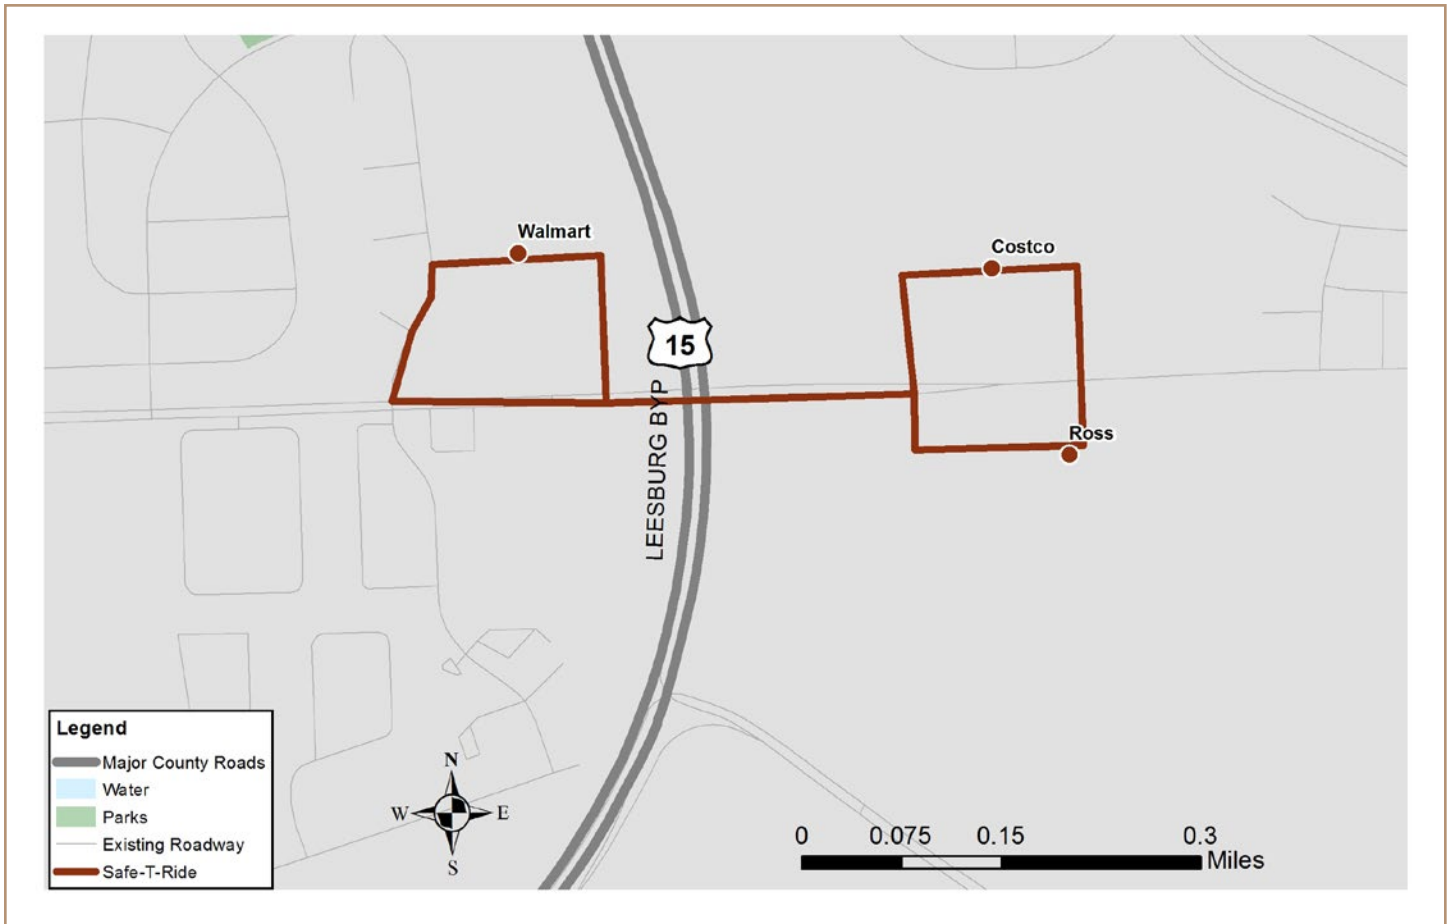 Walmart
Costco
15
LEESBURG BYP
Ross
Legend
Major County Roads
Water
Parks
Existing Roadway
Safe-T-Ride
N
W
E
S
0 0.075 0.15 0.3
Miles